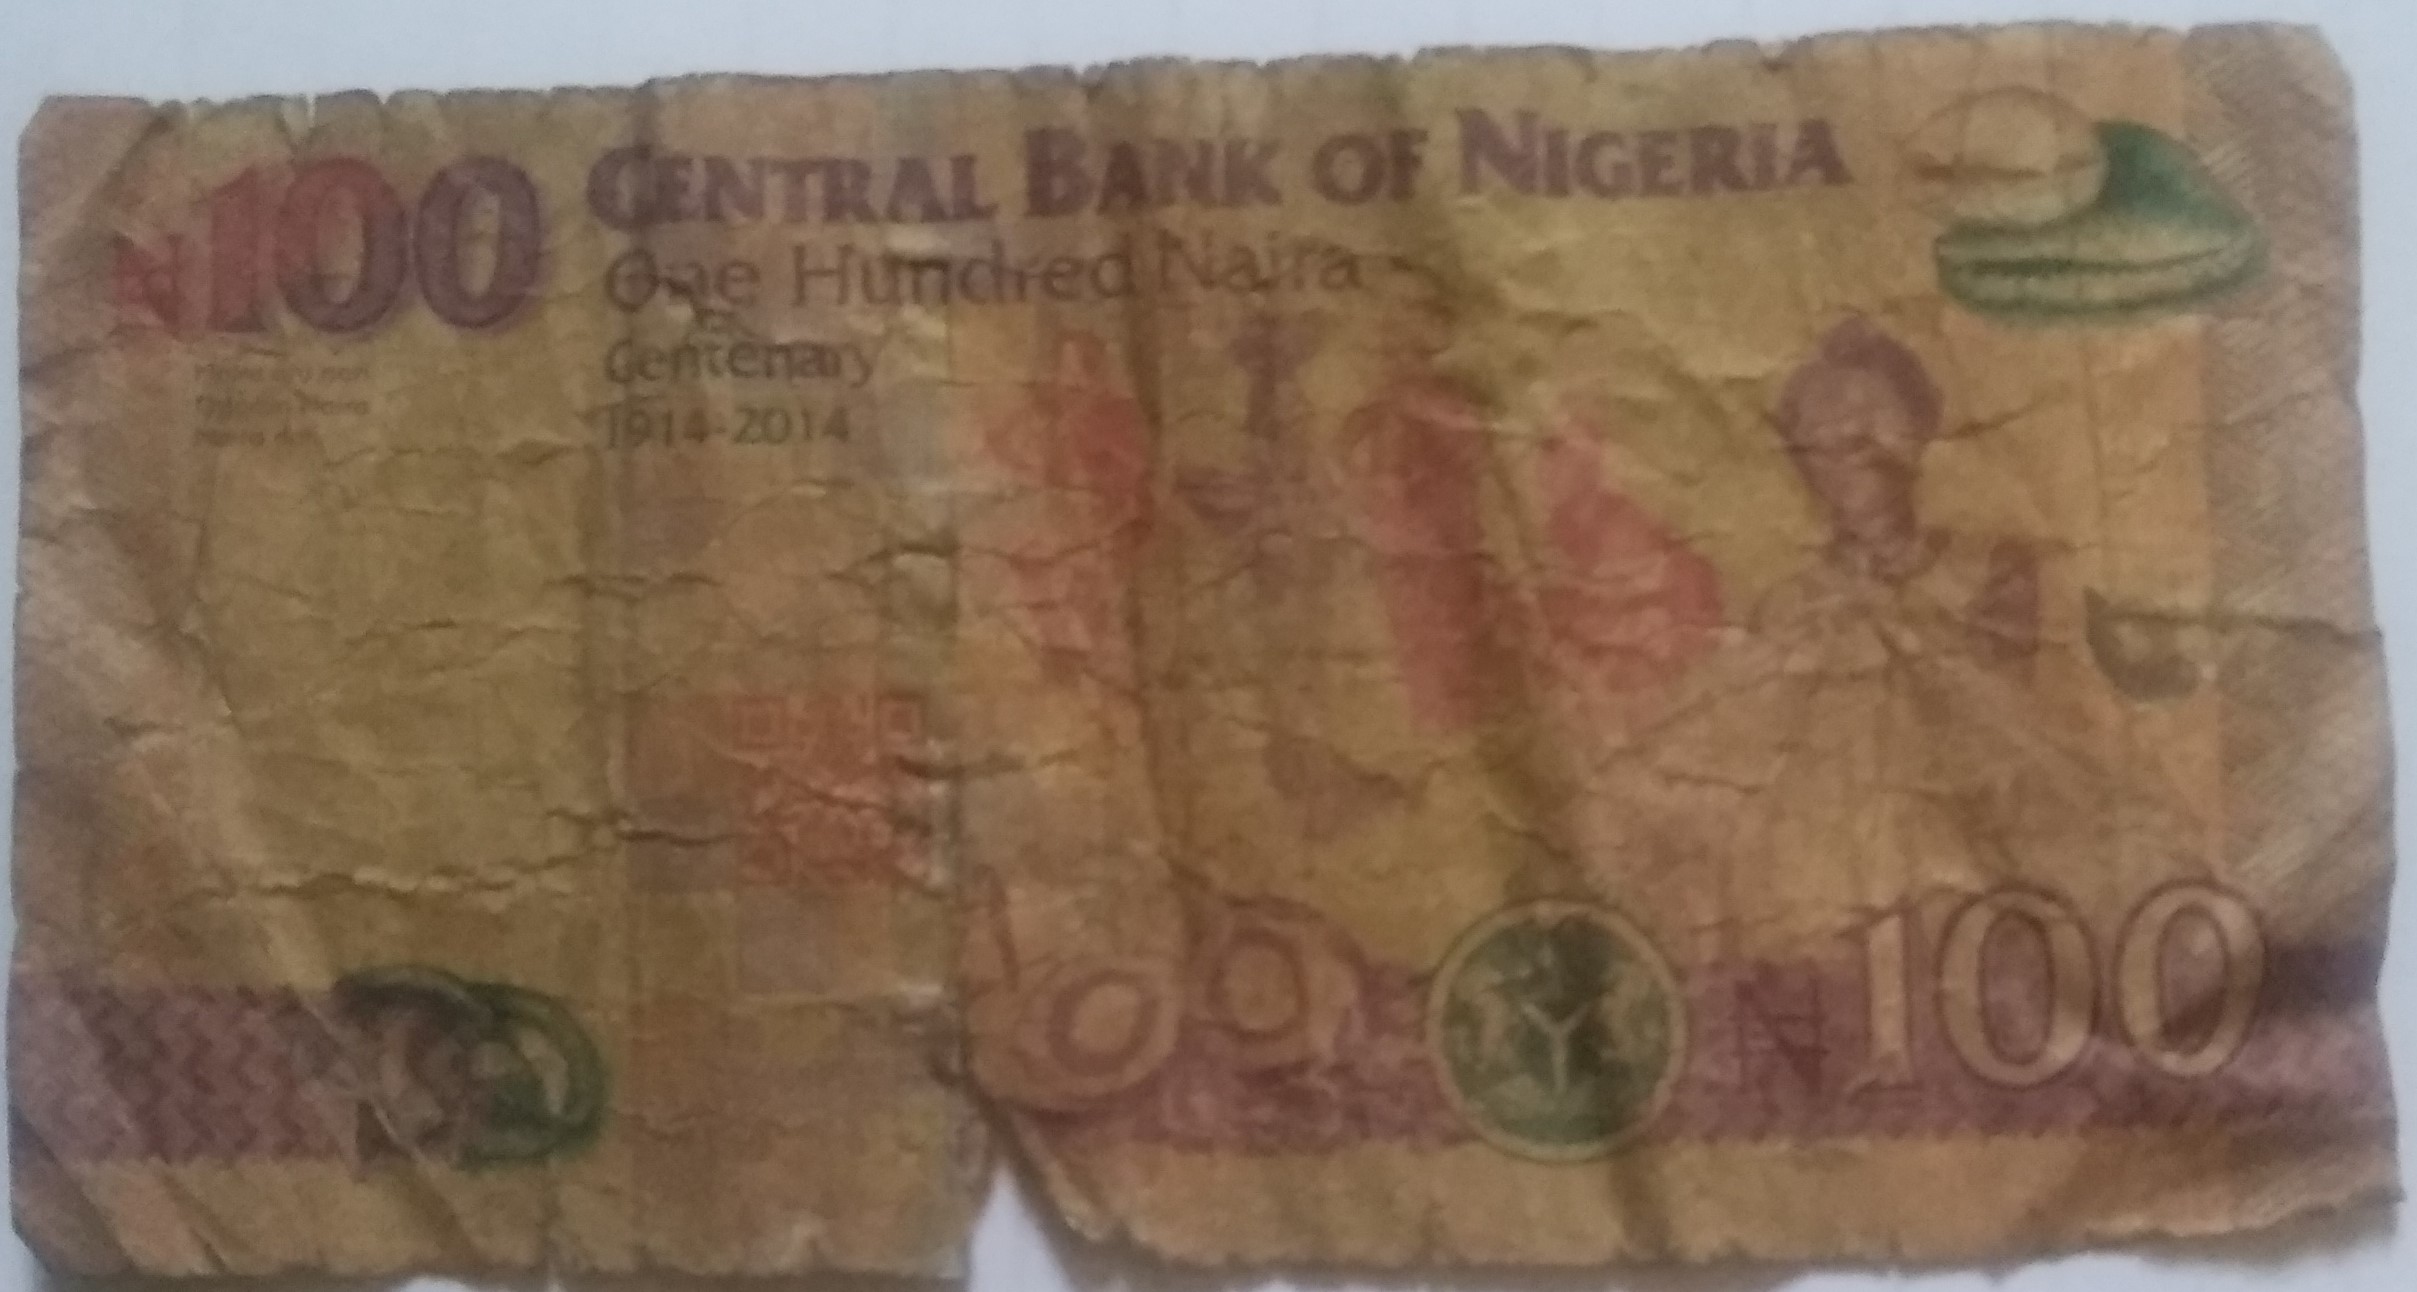 ₦100
CENTRAL BANK OF NIGERIA
One Hundred Naira
Centenary
1914-2014
₦100